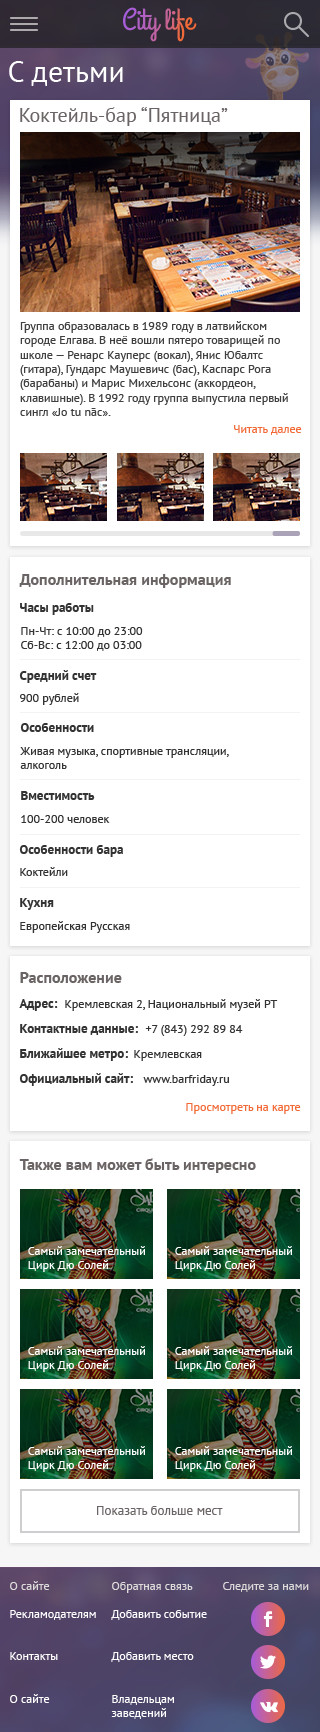 City life
С детьми
Коктейль-бар “Пятница”
Группа образовалась в 1989 году в латвийском
городе Елгава. В неё вошли пятеро товарищей по
школе — Ренарс Кауперс (вокал), Янис Юбалтс
(гитара), Гундарс Маушевичс (бас), Каспарс Рога
(барабаны) и Марис Михельсонс (аккордеон,
клавишные). В 1992 году группа выпустила первый
сингл «Jo tu nāc».
Читать далее
Дополнительная информация
Часы работы
Пн-Чт: с 10:00 до 23:00
Сб-Вс: с 12:00 до 03:00
Средний счет
900 рублей
Особенности
Живая музыка, спортивные трансляции,
алкоголь
Вместимость
100-200 человек
Особенности бара
Коктейли
Кухня
Европейская Русская
Расположение
Адрес: Кремлевская 2, Национальный музей РТ
Контактные данные: +7 (843) 292 89 84
Ближайшее метро: Кремлевская
Официальный сайт: www.barfriday.ru
Просмотреть на карте
Также вам может быть интересно
Самый замечательный Самый замечательный
Цирк Дю Солей Цирк Дю Солей
Самый замечательный Самый замечательный
Цирк Дю Солей Цирк Дю Солей
Самый замечательный Самый замечательный
Цирк Дю Солей Цирк Дю Солей
Показать больше мест
О сайте Обратная связь Следите за нами
Рекламодателям Добавить событие
Контакты Добавить место
О сайте Владельцам
заведений